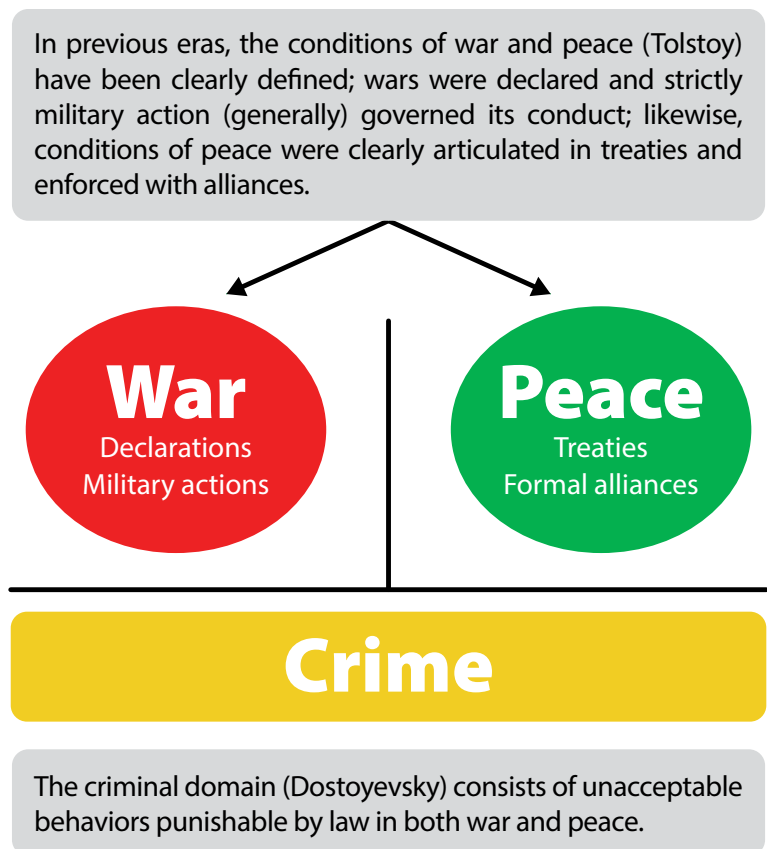 In previous eras, the conditions of war and peace (Tolstoy)
have been clearly defined; wars were declared and strictly
military action (generally) governed its conduct; likewise,
conditions of peace were clearly articulated in treaties and
enforced with alliances.
War
Declarations
Military actions
Peace
Treaties
Formal alliances
Crime
The criminal domain (Dostoyevsky) consists of unacceptable
behaviors punishable by law in both war and peace.